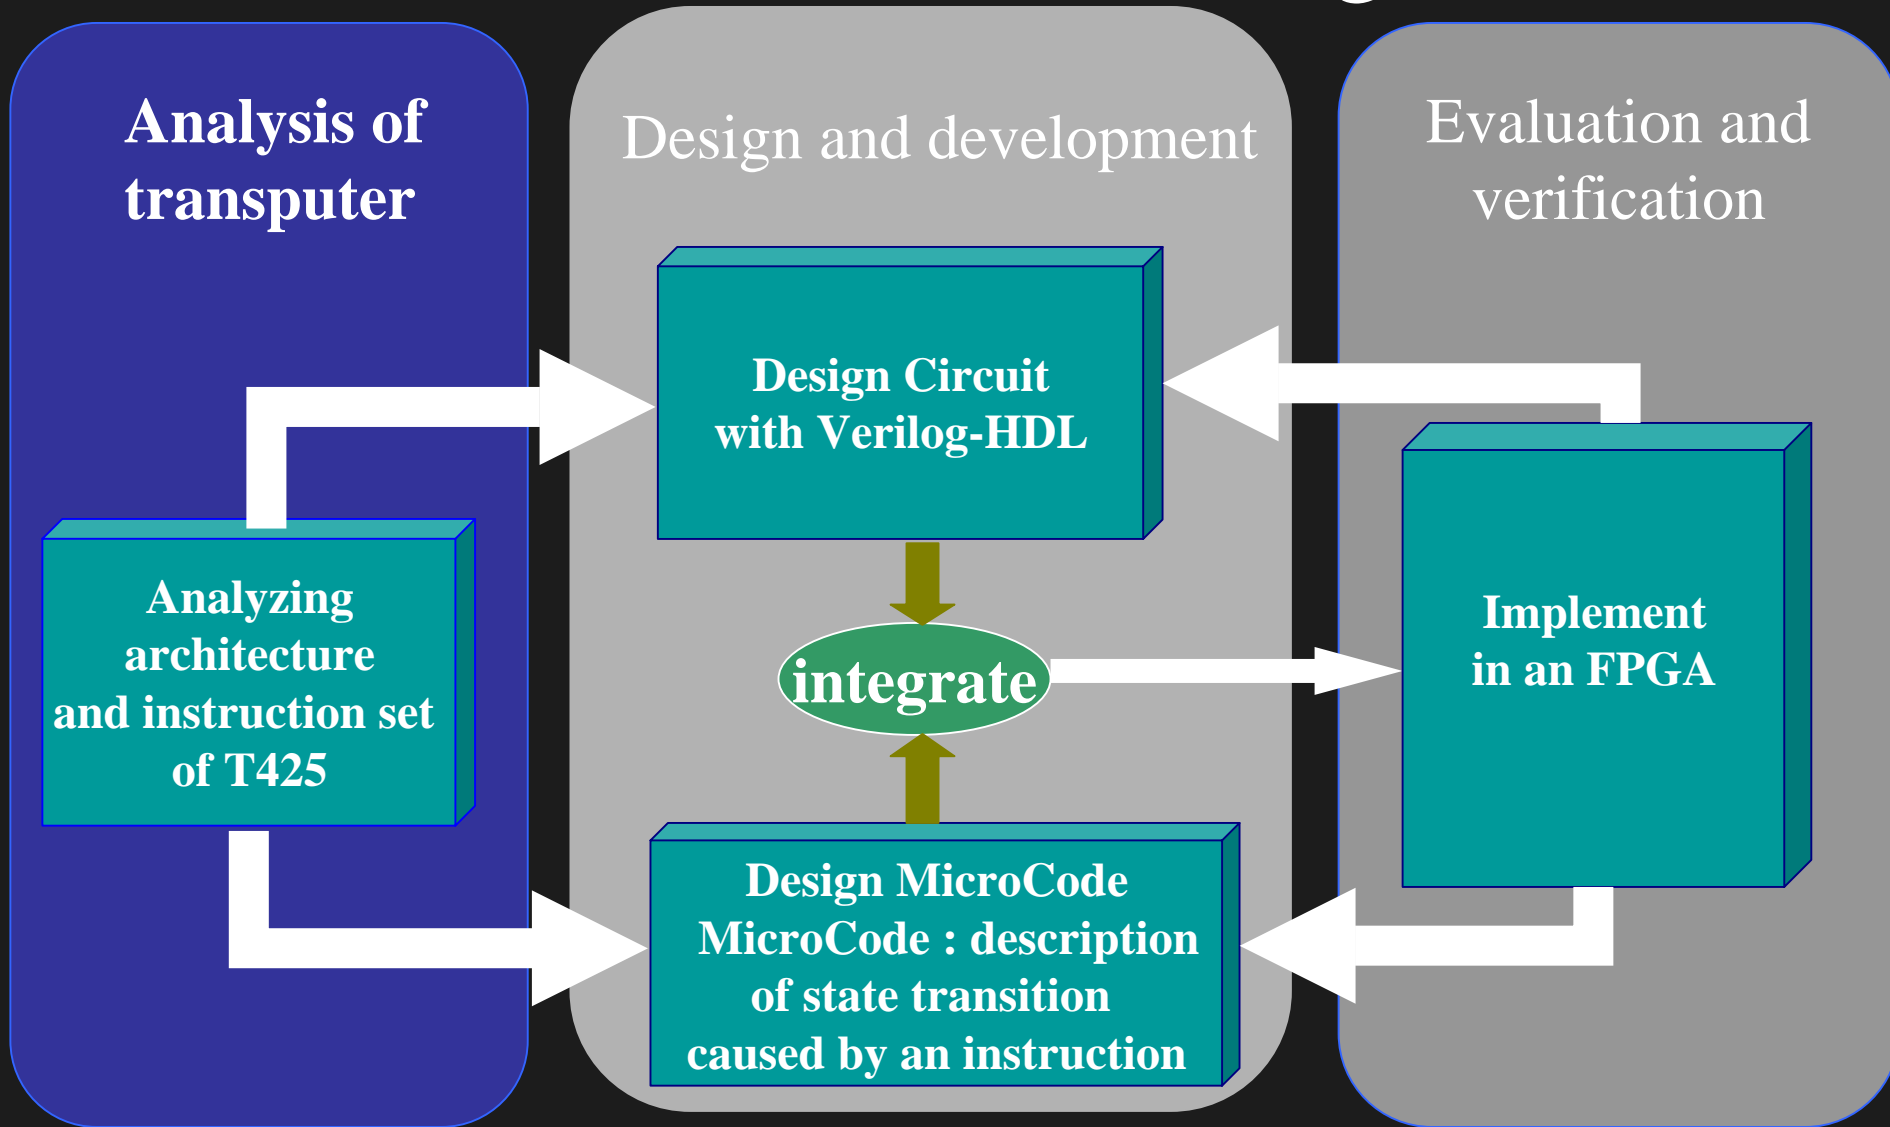 Analysis of
transputer
Design and development
Evaluation and
verification
Design Circuit
with Verilog-HDL
Analyzing
architecture
and instruction set
of T425
integrate
Implement
in an FPGA
Design MicroCode
MicroCode : description
of state transition
caused by an instruction